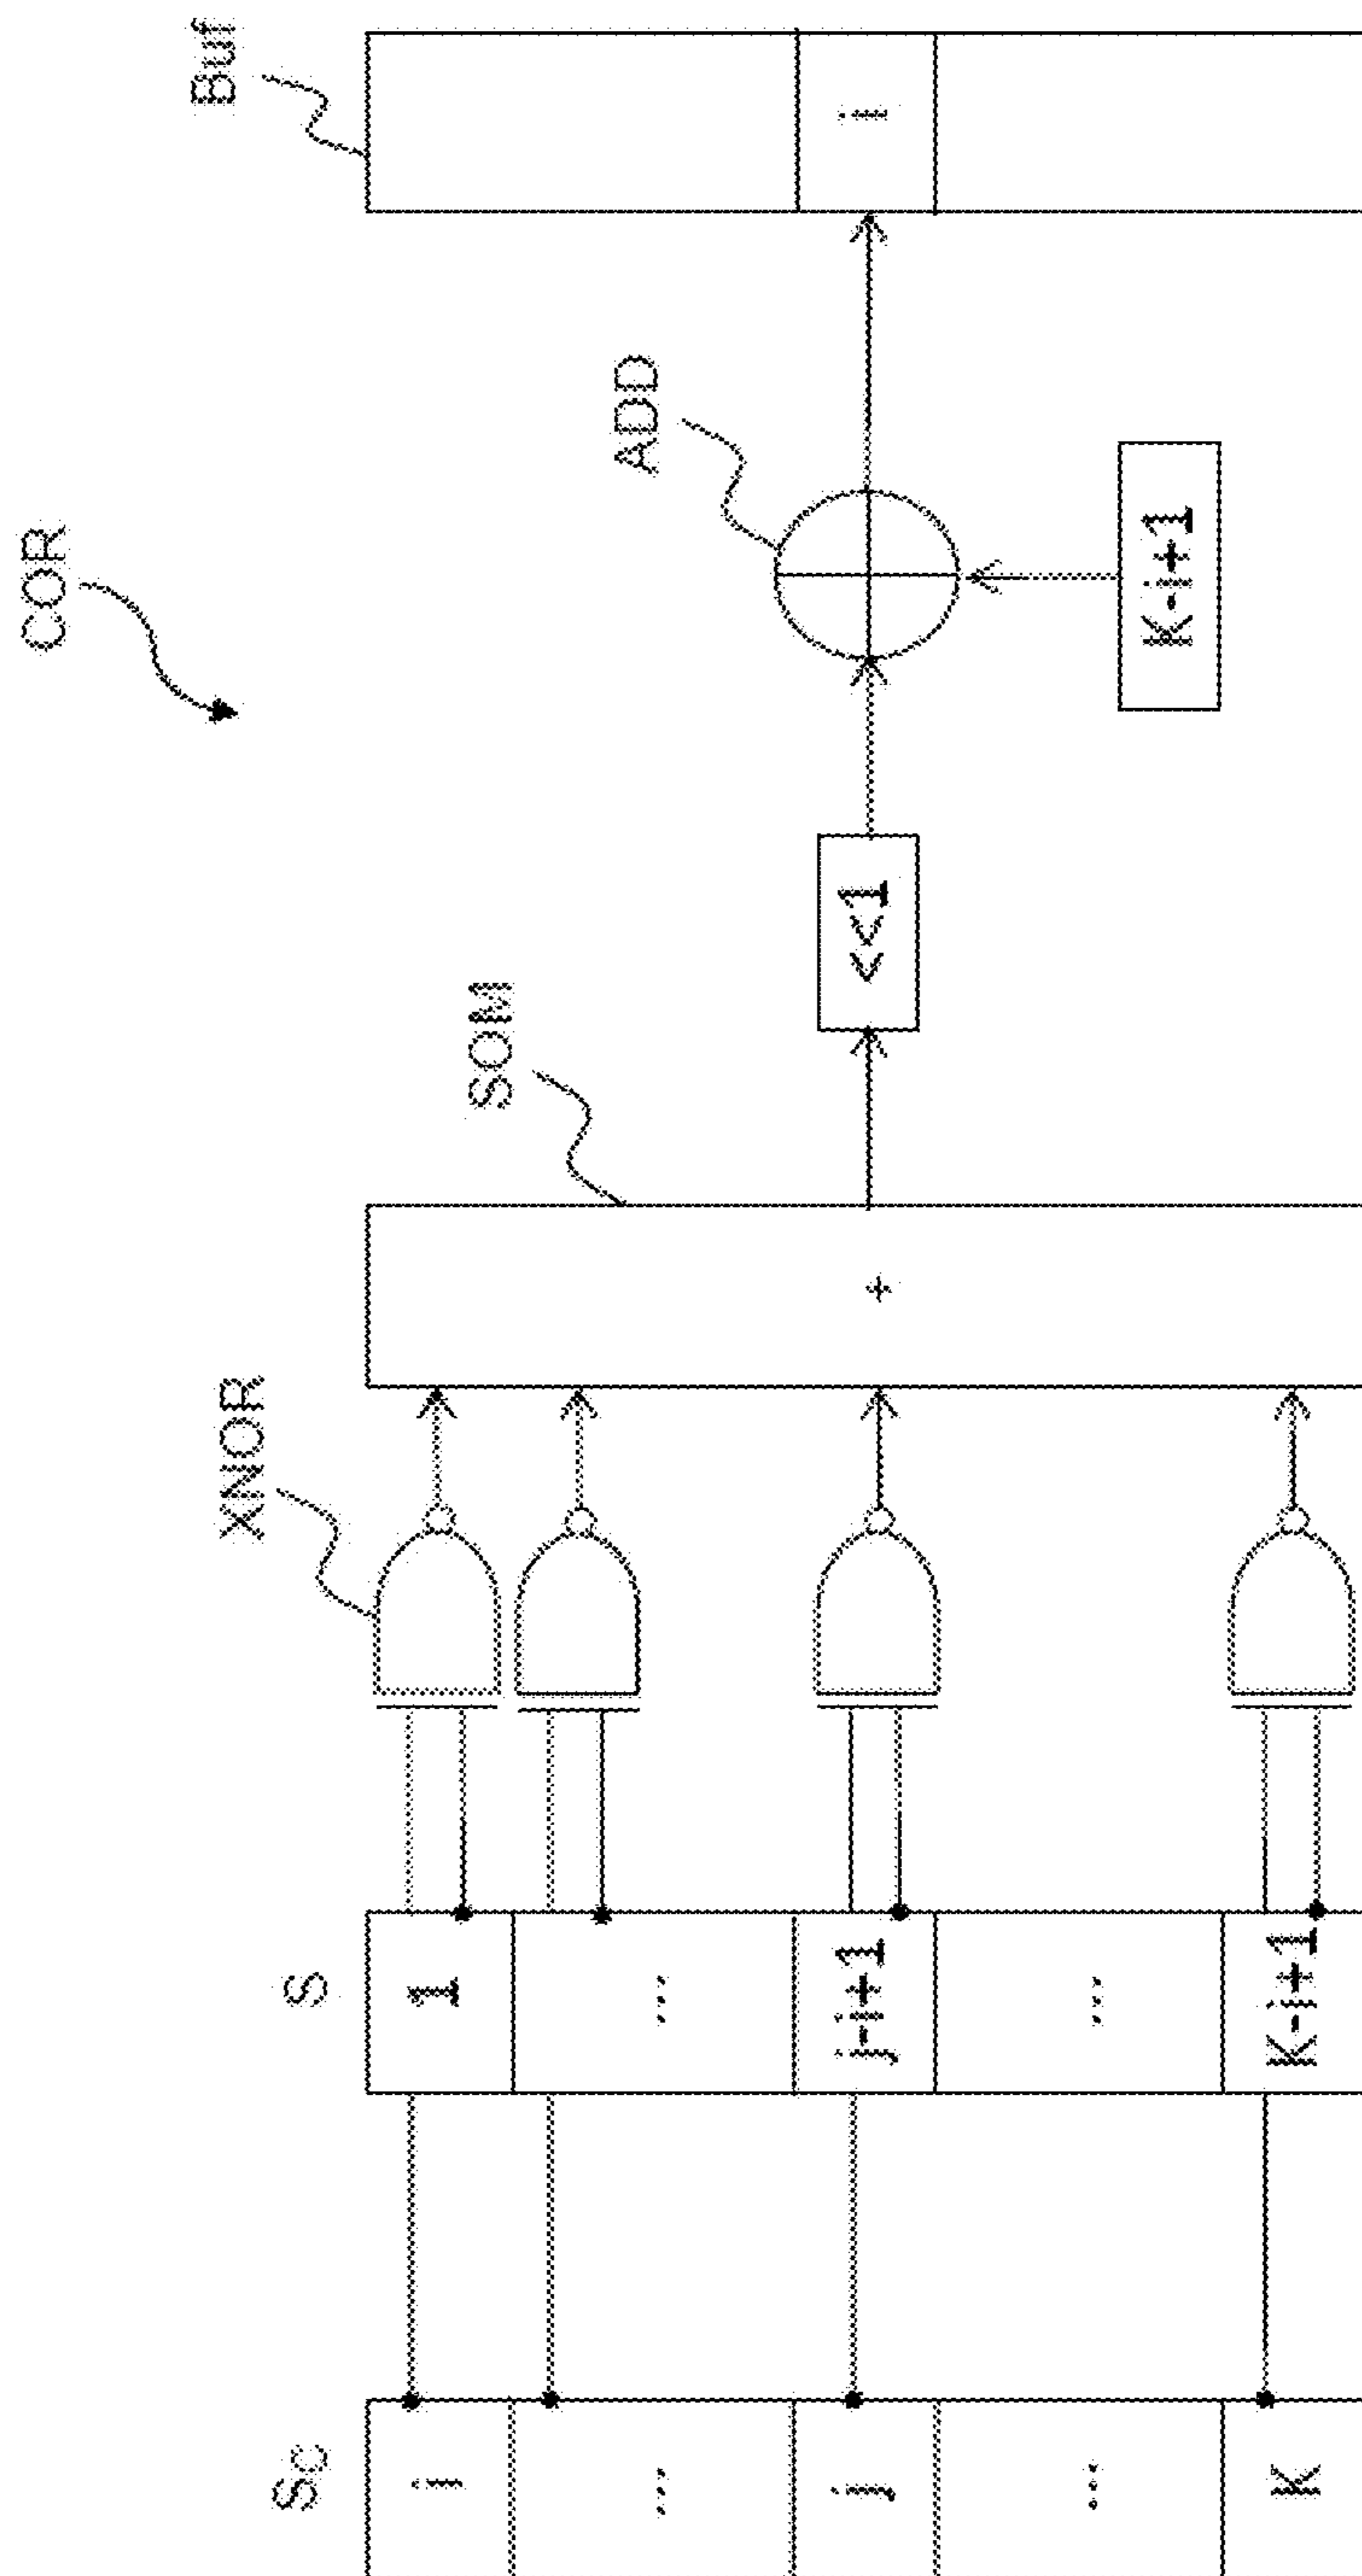 COR
Sc
i
...
j
...
K
S
1
...
j-i+1
...
K-i+1
XNOR
SOM
+
<<1
ADD
K-i+1
Buf
i